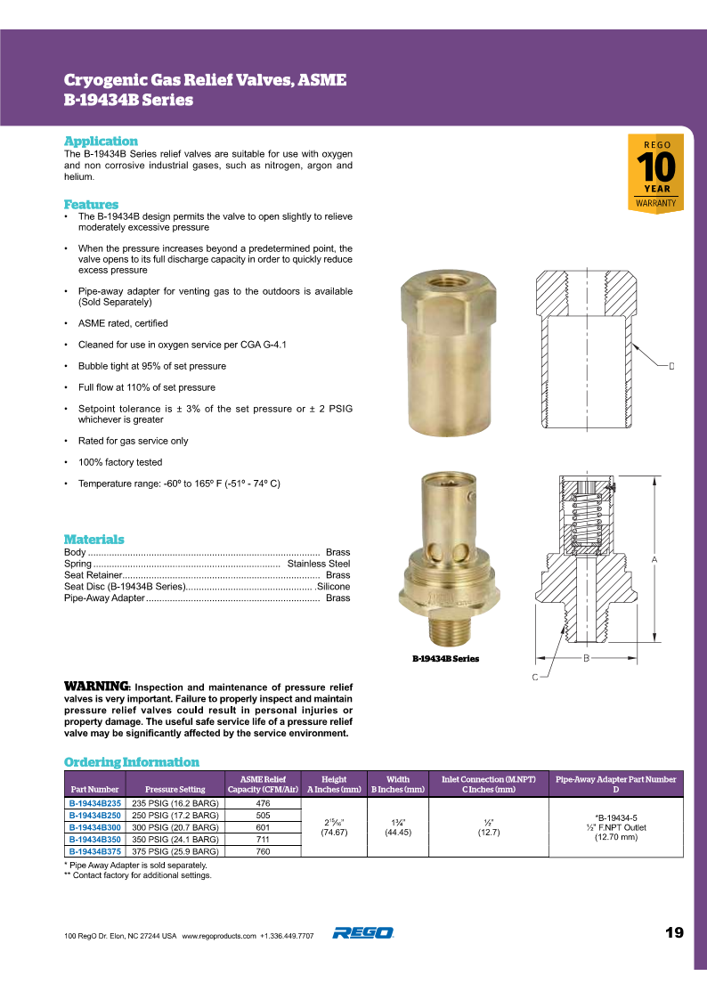 Cryogenic Gas Relief Valves, ASME
B-19434B Series
Application
The B-19434B Series relief valves are suitable for use with oxygen
and non corrosive industrial gases, such as nitrogen, argon and
helium.
REGO
10
YEAR
WARRANTY
Features
• The B-19434B design permits the valve to open slightly to relieve
moderately excessive pressure
• When the pressure increases beyond a predetermined point, the
valve opens to its full discharge capacity in order to quickly reduce
excess pressure
• Pipe-away adapter for venting gas to the outdoors is available
(Sold Separately)
• ASME rated, certified
• Cleaned for use in oxygen service per CGA G-4.1
• Bubble tight at 95% of set pressure
• Full flow at 110% of set pressure
• Setpoint tolerance is ± 3% of the set pressure or ± 2 PSIG
whichever is greater
• Rated for gas service only
• 100% factory tested
• Temperature range: -60º to 165º F (-51º - 74º C)
D
A
B
C
B-19434B Series
Materials
Body ........................................................................................ Brass
Spring ....................................................................... Stainless Steel
Seat Retainer........................................................................... Brass
Seat Disc (B-19434B Series)................................................ .Silicone
Pipe-Away Adapter.................................................................. Brass
WARNING: Inspection and maintenance of pressure relief
valves is very important. Failure to properly inspect and maintain
pressure relief valves could result in personal injuries or
property damage. The useful safe service life of a pressure relief
valve may be significantly affected by the service environment.
Ordering Information
Part Number Pressure Setting ASME Relief Capacity (CFM/Air) Height A Inches (mm) Width B Inches (mm) Inlet Connection (M.NPT) C Inches (mm) Pipe-Away Adapter Part Number D
B-19434B235 235 PSIG (16.2 BARG) 476
B-19434B250 250 PSIG (17.2 BARG) 505
B-19434B300 300 PSIG (20.7 BARG) 601
B-19434B350 350 PSIG (24.1 BARG) 711
B-19434B375 375 PSIG (25.9 BARG) 760
2 15/16" (74.67)
1¾" (44.45)
½" (12.7)
*B-19434-5
½" F.NPT Outlet
(12.70 mm)
* Pipe Away Adapter is sold separately.
** Contact factory for additional settings.
100 RegO Dr. Elon, NC 27244 USA www.regoproducts.com +1.336.449.7707 REGO 19